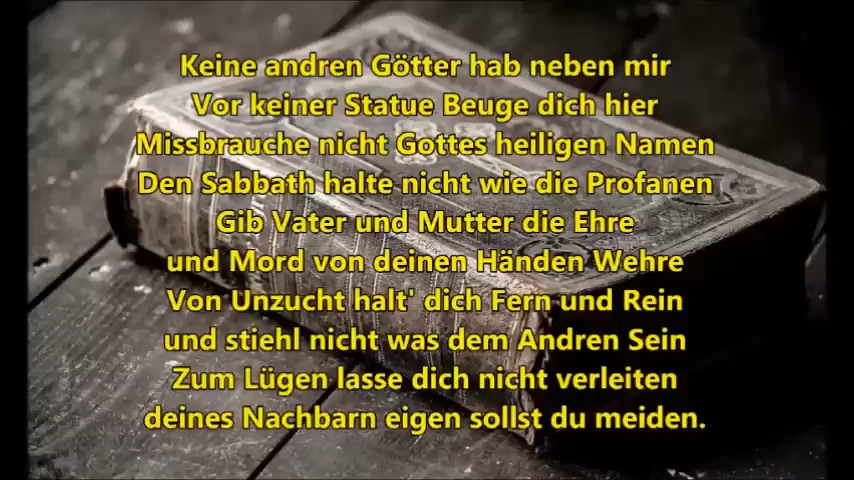 Keine andren Götter hab neben mir
Vor keiner Statue Beuge dich hier
Missbrauche nicht Gottes heiligen Namen
Den Sabbath halte nicht wie die Profanen
Gib Vater und Mutter die Ehre
und Mord von deinen Händen Wehre
Von Unzucht halt' dich Fern und Rein
und stiehl nicht was dem Andren Sein
Zum Lügen lasse dich nicht verleiten
deines Nachbarn eigen sollst du meiden.